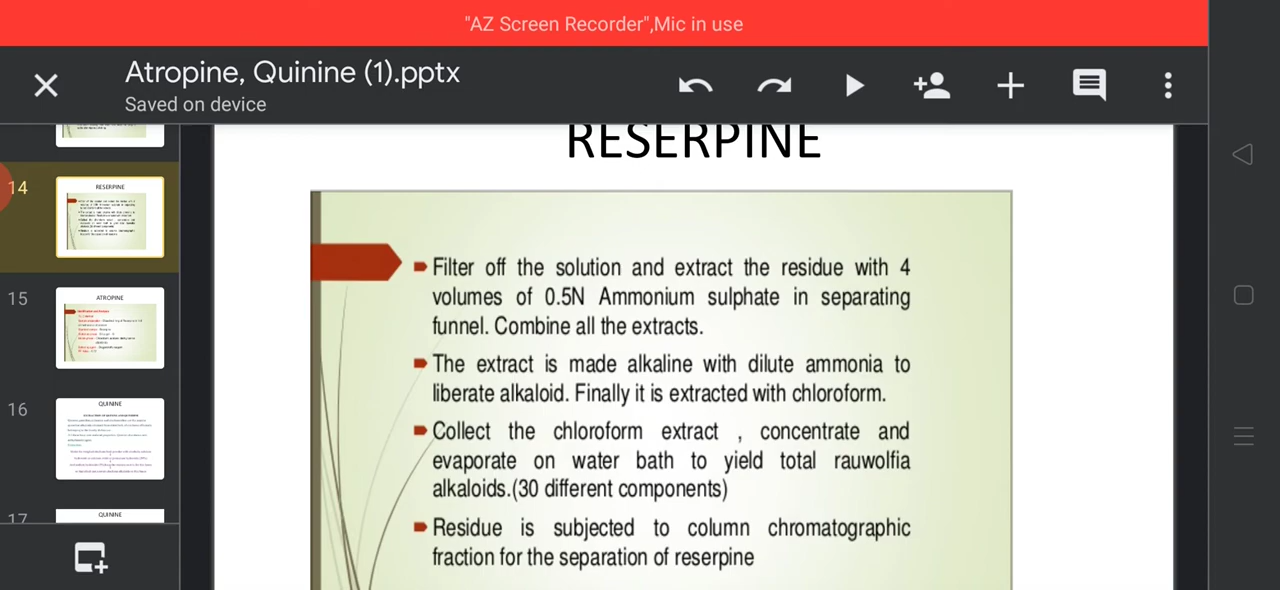 "AZ Screen Recorder",Mic in use
Atropine, Quinine (1).pptx
Saved on device
14
RESERPINE
15
ATROPINE
16
QUININE
17
QUININE
RESERPINE
Filter off the solution and extract the residue with 4
volumes of 0.5N Ammonium sulphate in separating
funnel. Combine all the extracts.
The extract is made alkaline with dilute ammonia to
liberate alkaloid. Finally it is extracted with chloroform.
Collect the chloroform extract , concentrate and
evaporate on water bath to yield total rauwolfia
alkaloids.(30 different components)
Residue is subjected to column chromatographic
fraction for the separation of reserpine